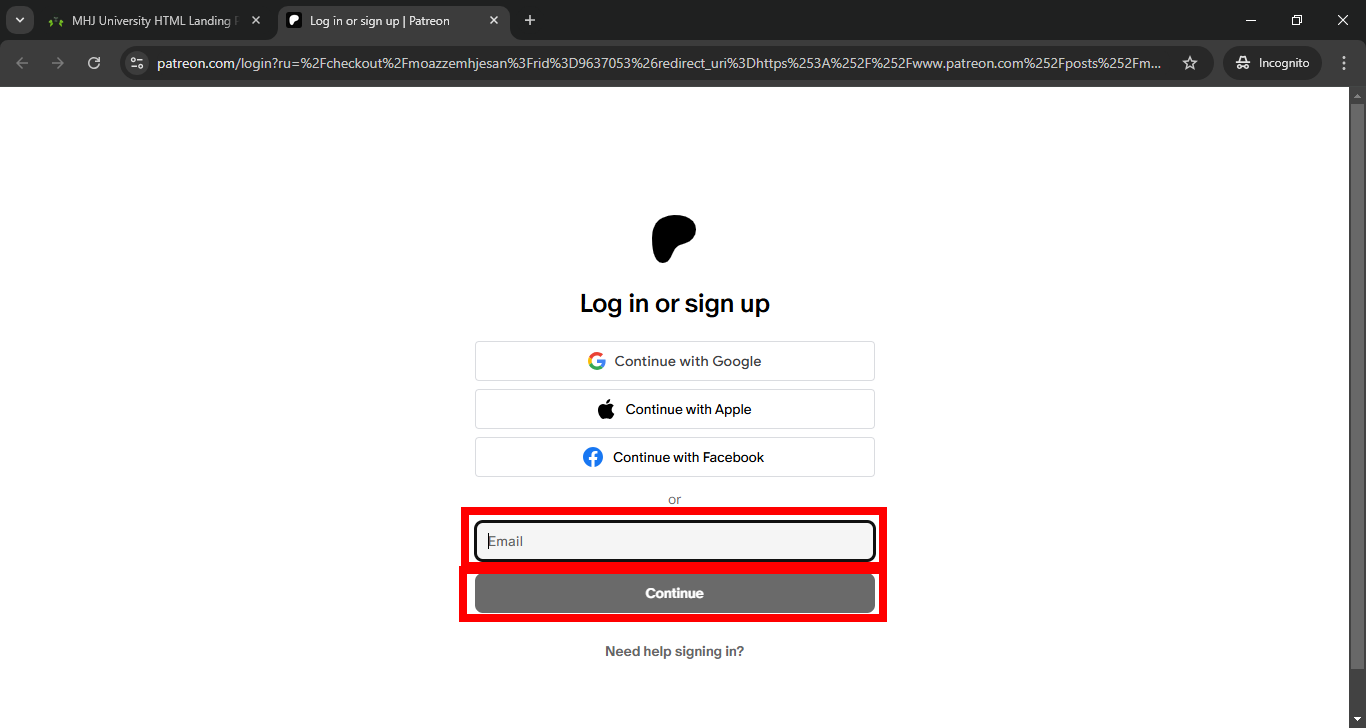 MHJ University HTML Landing
Log in or sign up | Patreon
patreon.com/login?ru=%2Fcheckout%2Fmoazzemhjesan%3Frid%3D9637053%26redirect_uri%3Dhttps%253A%252F%252Fwww.patreon.com%252Fposts%252Fm...
Incognito
Log in or sign up
Continue with Google
Continue with Apple
Continue with Facebook
or
Email
Continue
Need help signing in?